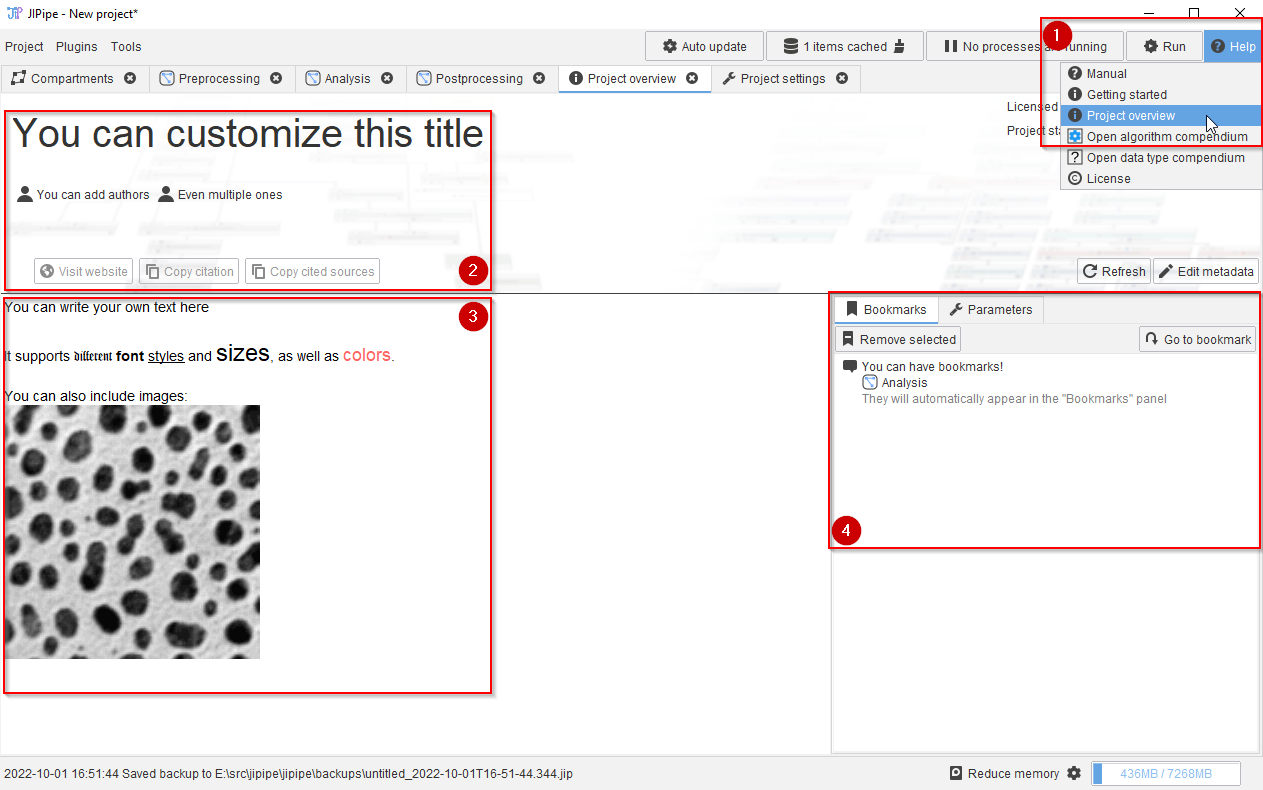 JIPipe - New project*
Project Plugins Tools
Auto update
1 items cached
No processes are running
Run
Help
1
Compartments
Preprocessing
Analysis
Postprocessing
Project overview
Project settings
Manual
Getting started
Project overview
Open algorithm compendium
Open data type compendium
License
Licensed
Project sta
You can customize this title
You can add authors Even multiple ones
Visit website Copy citation Copy cited sources
2
Refresh Edit metadata
You can write your own text here
3
It supports different font styles and sizes, as well as colors.
You can also include images:
Bookmarks Parameters
Remove selected Go to bookmark
You can have bookmarks!
Analysis
They will automatically appear in the "Bookmarks" panel
4
2022-10-01 16:51:44 Saved backup to E:\src\jipipe\jipipe\backups\untitled_2022-10-01T16-51-44.344.jip
Reduce memory
436MB / 7268MB